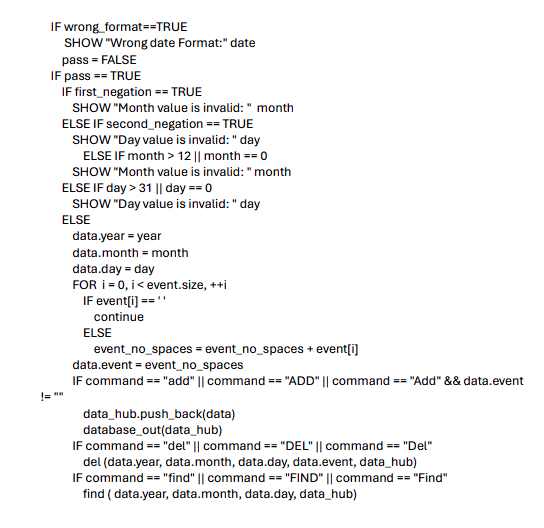 IF wrong_format==TRUE
SHOW "Wrong date Format:" date
pass = FALSE
IF pass == TRUE
IF first_negation == TRUE
SHOW "Month value is invalid: "  month
ELSE IF second_negation == TRUE
SHOW "Day value is invalid: " day
ELSE IF month > 12 || month == 0
SHOW "Month value is invalid: " month
ELSE IF day > 31 || day == 0
SHOW "Day value is invalid: " day
ELSE
data.year = year
data.month = month
data.day = day
FOR  i = 0, i < event.size, ++i
IF event[i] == ' '
continue
ELSE
event_no_spaces = event_no_spaces + event[i]
data.event = event_no_spaces
IF command == "add" || command == "ADD" || command == "Add" && data.event
!= ""
data_hub.push_back(data)
database_out(data_hub)
IF command == "del" || command == "DEL" || command == "Del"
del (data.year, data.month, data.day, data.event, data_hub)
IF command == "find" || command == "FIND" || command == "Find"
find ( data.year, data.month, data.day, data_hub)